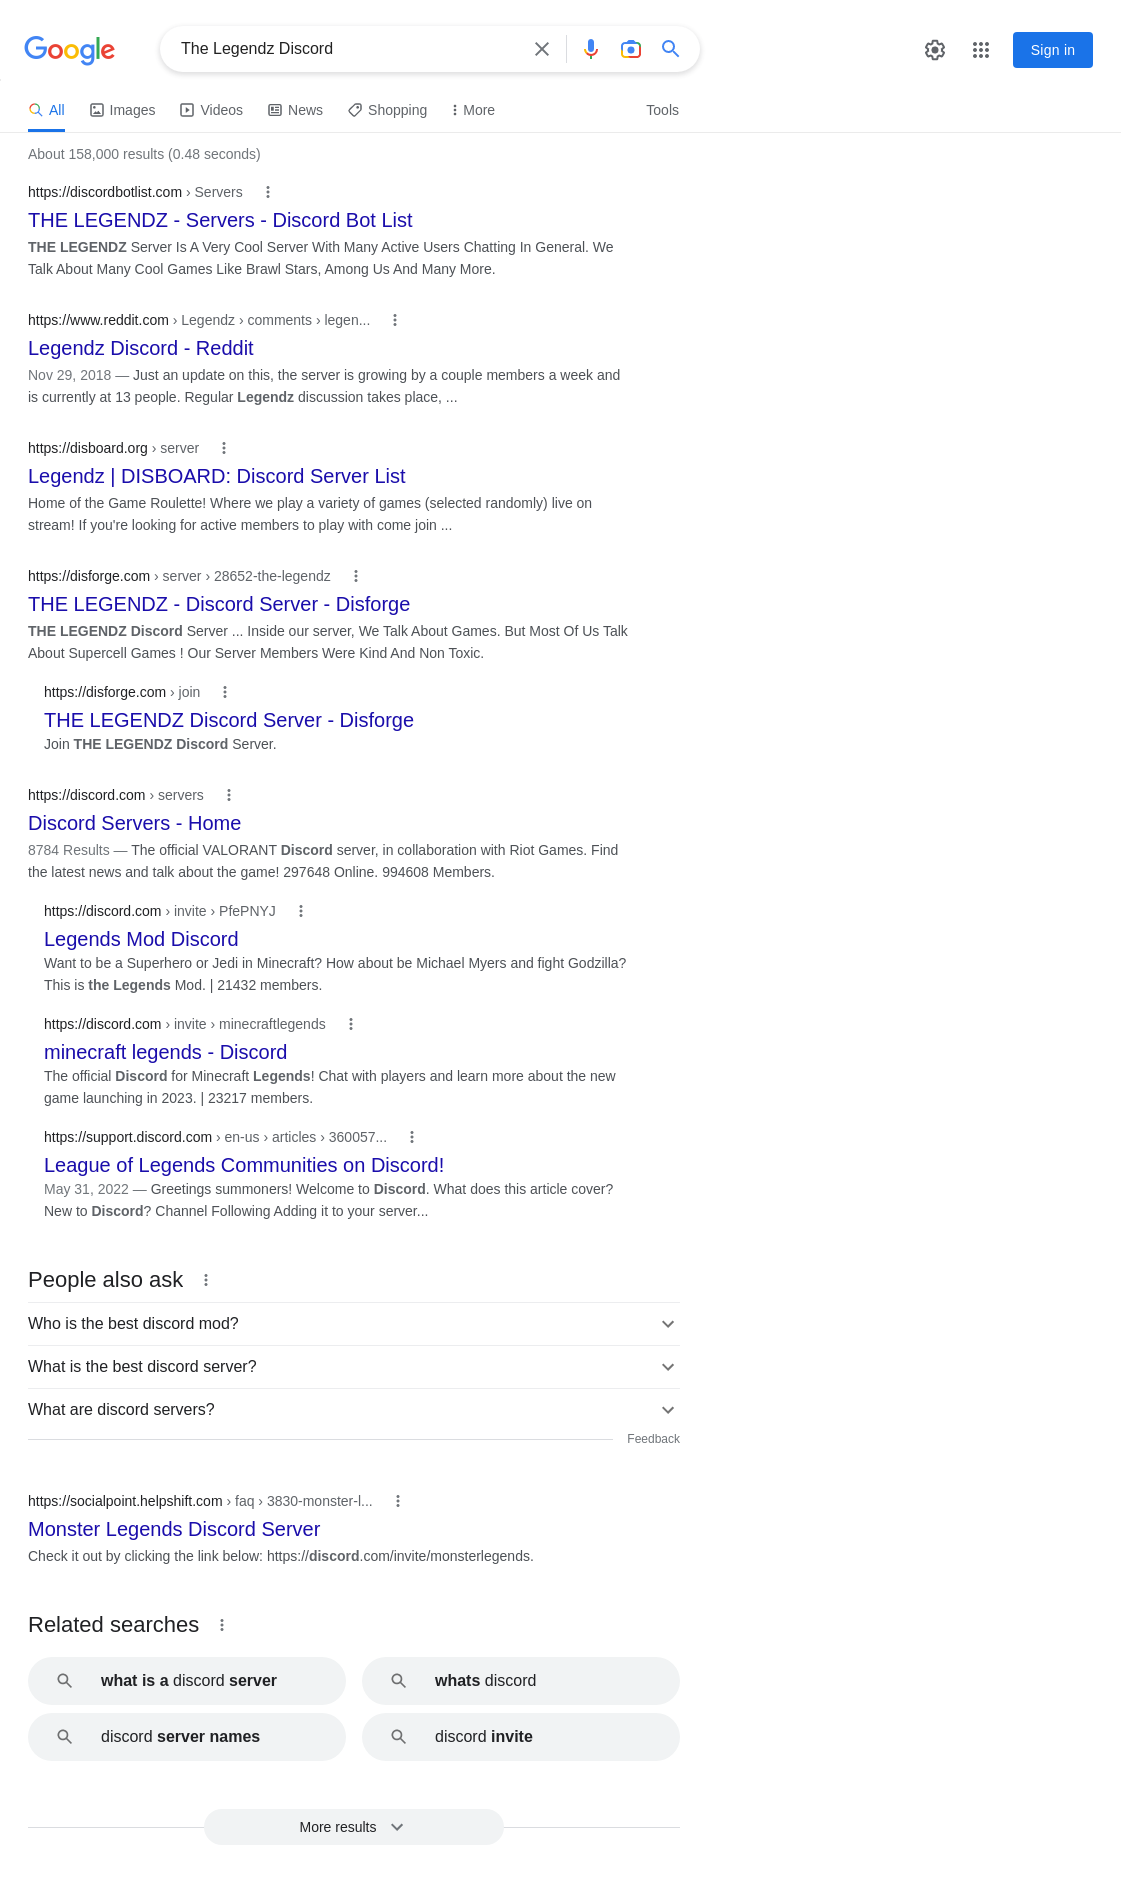 Google
The Legendz Discord
Sign in
All Images Videos News Shopping More Tools
About 158,000 results (0.48 seconds)
https://discordbotlist.com › Servers
THE LEGENDZ - Servers - Discord Bot List
THE LEGENDZ Server Is A Very Cool Server With Many Active Users Chatting In General. We
Talk About Many Cool Games Like Brawl Stars, Among Us And Many More.
https://www.reddit.com › Legendz › comments › legen...
Legendz Discord - Reddit
Nov 29, 2018 — Just an update on this, the server is growing by a couple members a week and
is currently at 13 people. Regular Legendz discussion takes place, ...
https://disboard.org › server
Legendz | DISBOARD: Discord Server List
Home of the Game Roulette! Where we play a variety of games (selected randomly) live on
stream! If you're looking for active members to play with come join ...
https://disforge.com › server › 28652-the-legendz
THE LEGENDZ - Discord Server - Disforge
THE LEGENDZ Discord Server ... Inside our server, We Talk About Games. But Most Of Us Talk
About Supercell Games ! Our Server Members Were Kind And Non Toxic.
https://disforge.com › join
THE LEGENDZ Discord Server - Disforge
Join THE LEGENDZ Discord Server.
https://discord.com › servers
Discord Servers - Home
8784 Results — The official VALORANT Discord server, in collaboration with Riot Games. Find
the latest news and talk about the game! 297648 Online. 994608 Members.
https://discord.com › invite › PfePNYJ
Legends Mod Discord
Want to be a Superhero or Jedi in Minecraft? How about be Michael Myers and fight Godzilla?
This is the Legends Mod. | 21432 members.
https://discord.com › invite › minecraftlegends
minecraft legends - Discord
The official Discord for Minecraft Legends! Chat with players and learn more about the new
game launching in 2023. | 23217 members.
https://support.discord.com › en-us › articles › 360057...
League of Legends Communities on Discord!
May 31, 2022 — Greetings summoners! Welcome to Discord. What does this article cover?
New to Discord? Channel Following Adding it to your server...
People also ask
Who is the best discord mod?
What is the best discord server?
What are discord servers?
Feedback
https://socialpoint.helpshift.com › faq › 3830-monster-l...
Monster Legends Discord Server
Check it out by clicking the link below: https://discord.com/invite/monsterlegends.
Related searches
what is a discord server
whats discord
discord server names
discord invite
More results